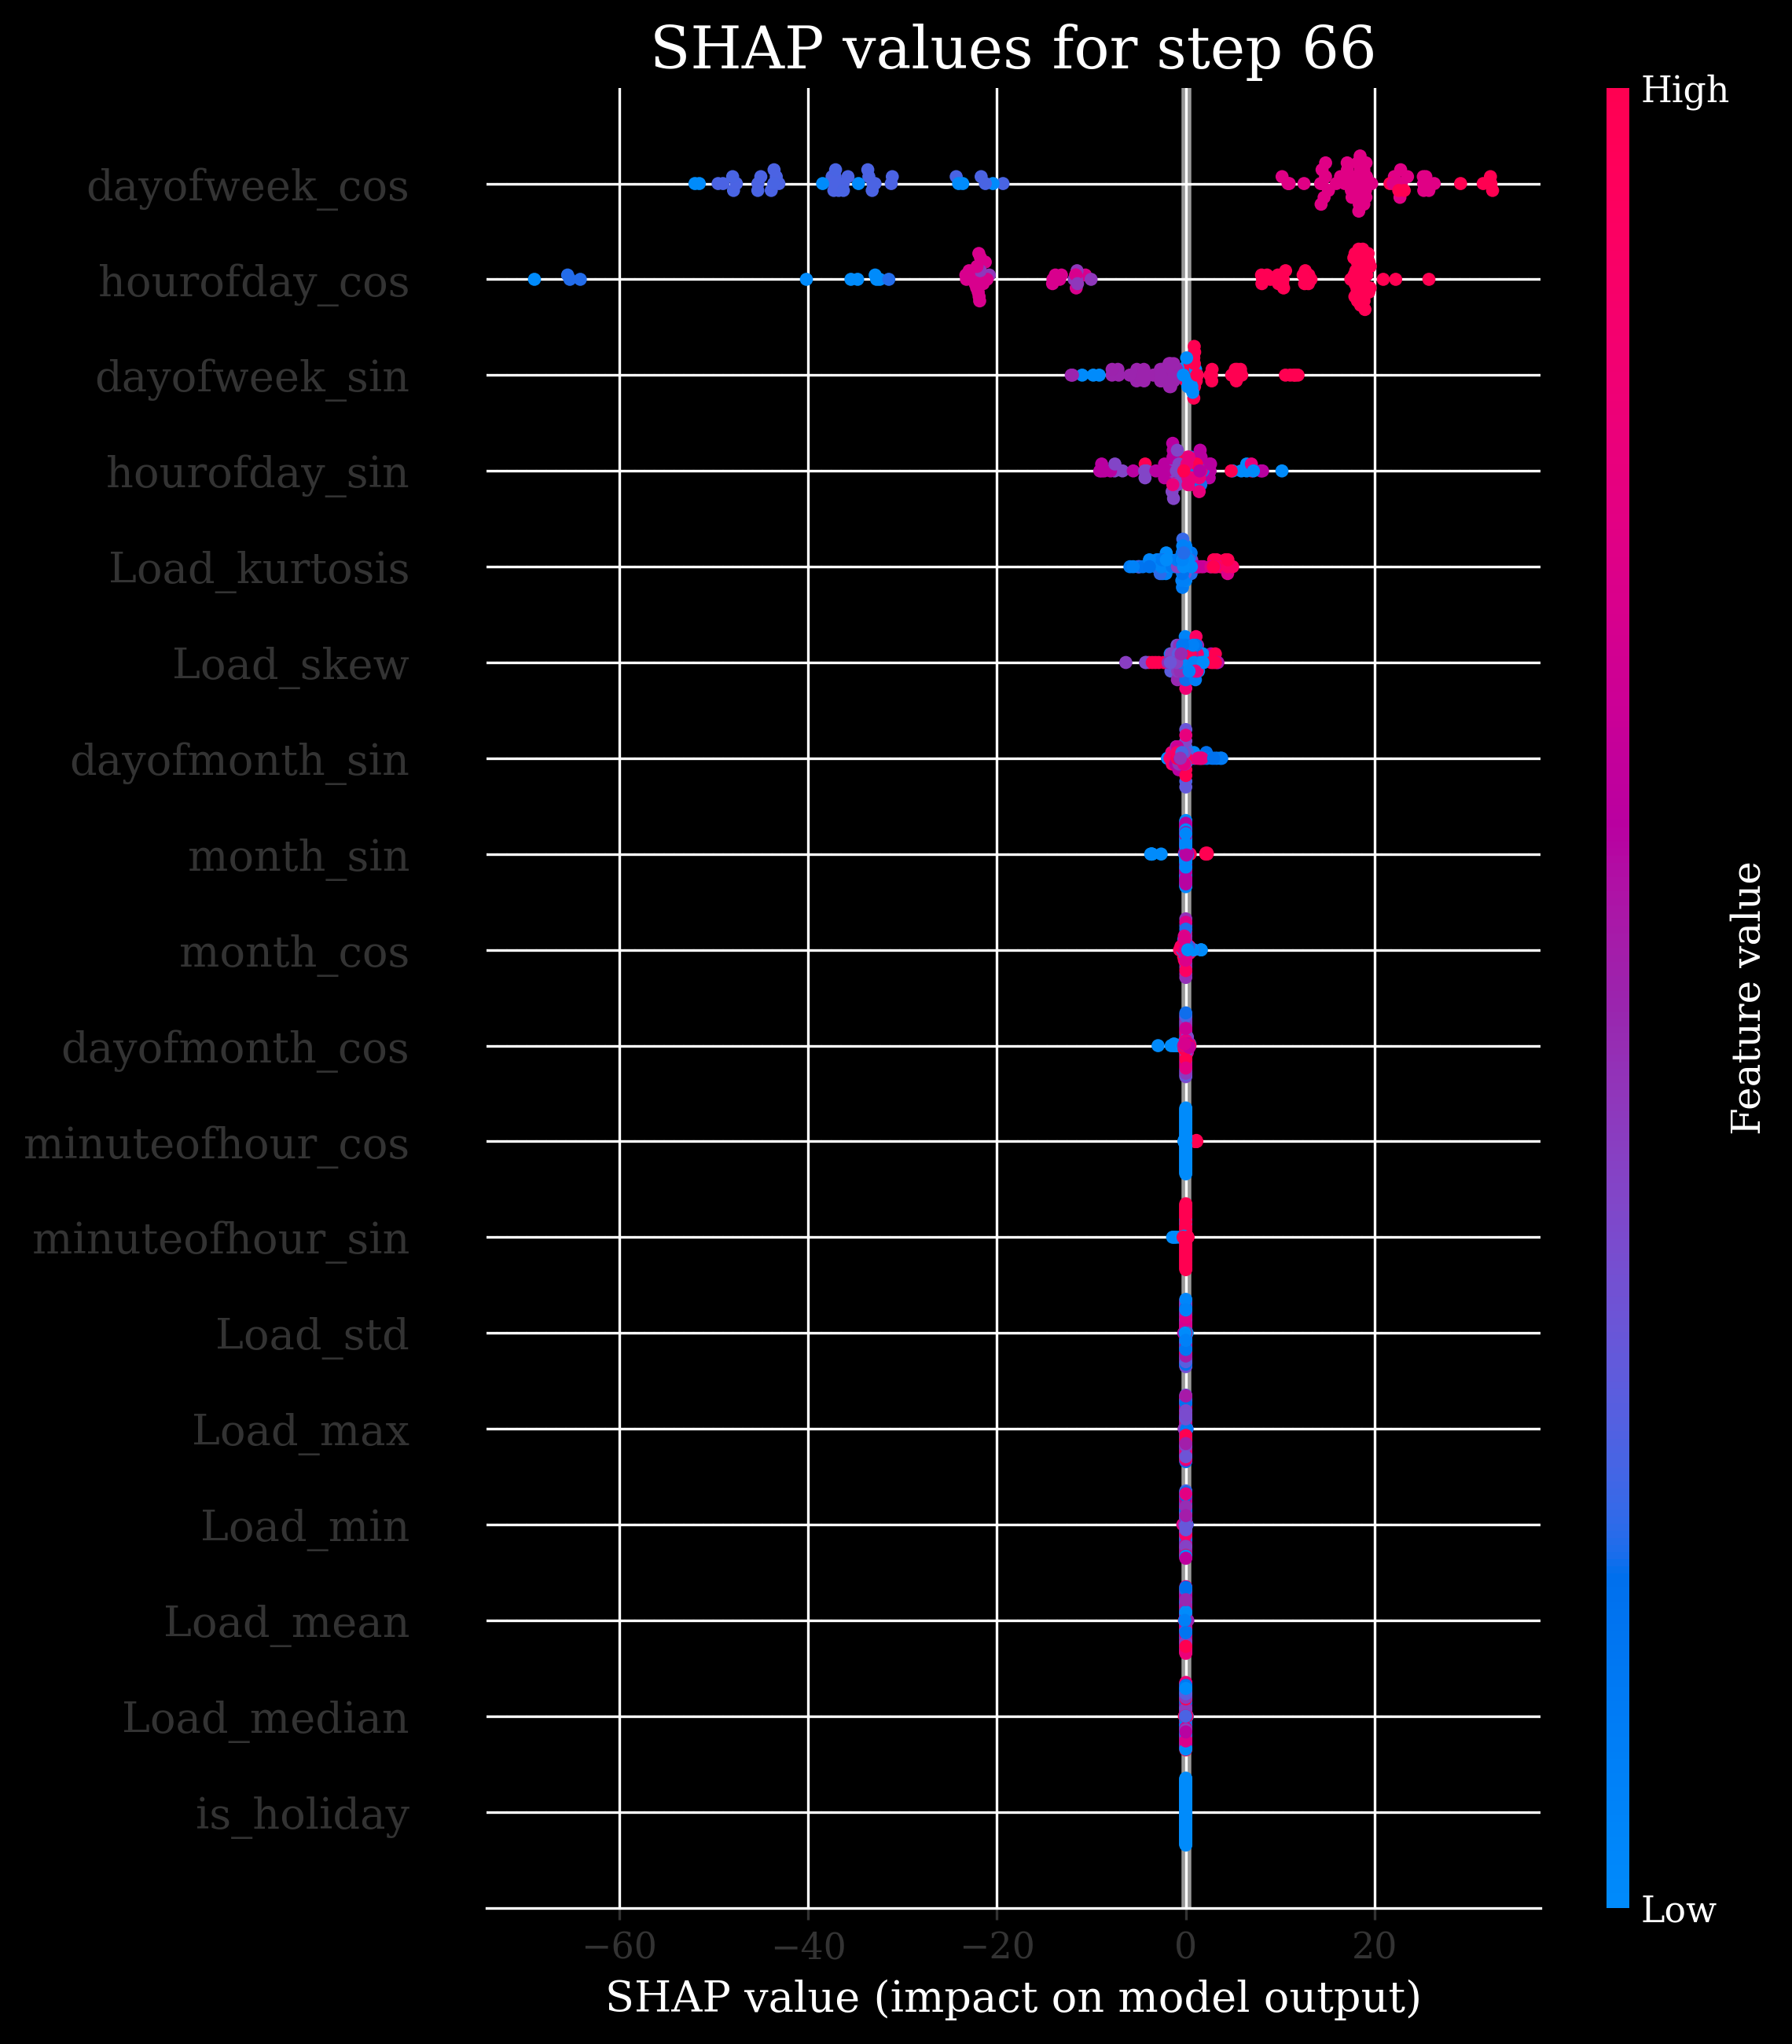 SHAP values for step 66
High
dayofweek_cos
hourofday_cos
dayofweek_sin
hourofday_sin
Load_kurtosis
Load_skew
dayofmonth_sin
month_sin
month_cos
dayofmonth_cos
minuteofhour_cos
minuteofhour_sin
Load_std
Load_max
Load_min
Load_mean
Load_median
is_holiday
Feature value
Low
−60 −40 −20 0 20
SHAP value (impact on model output)